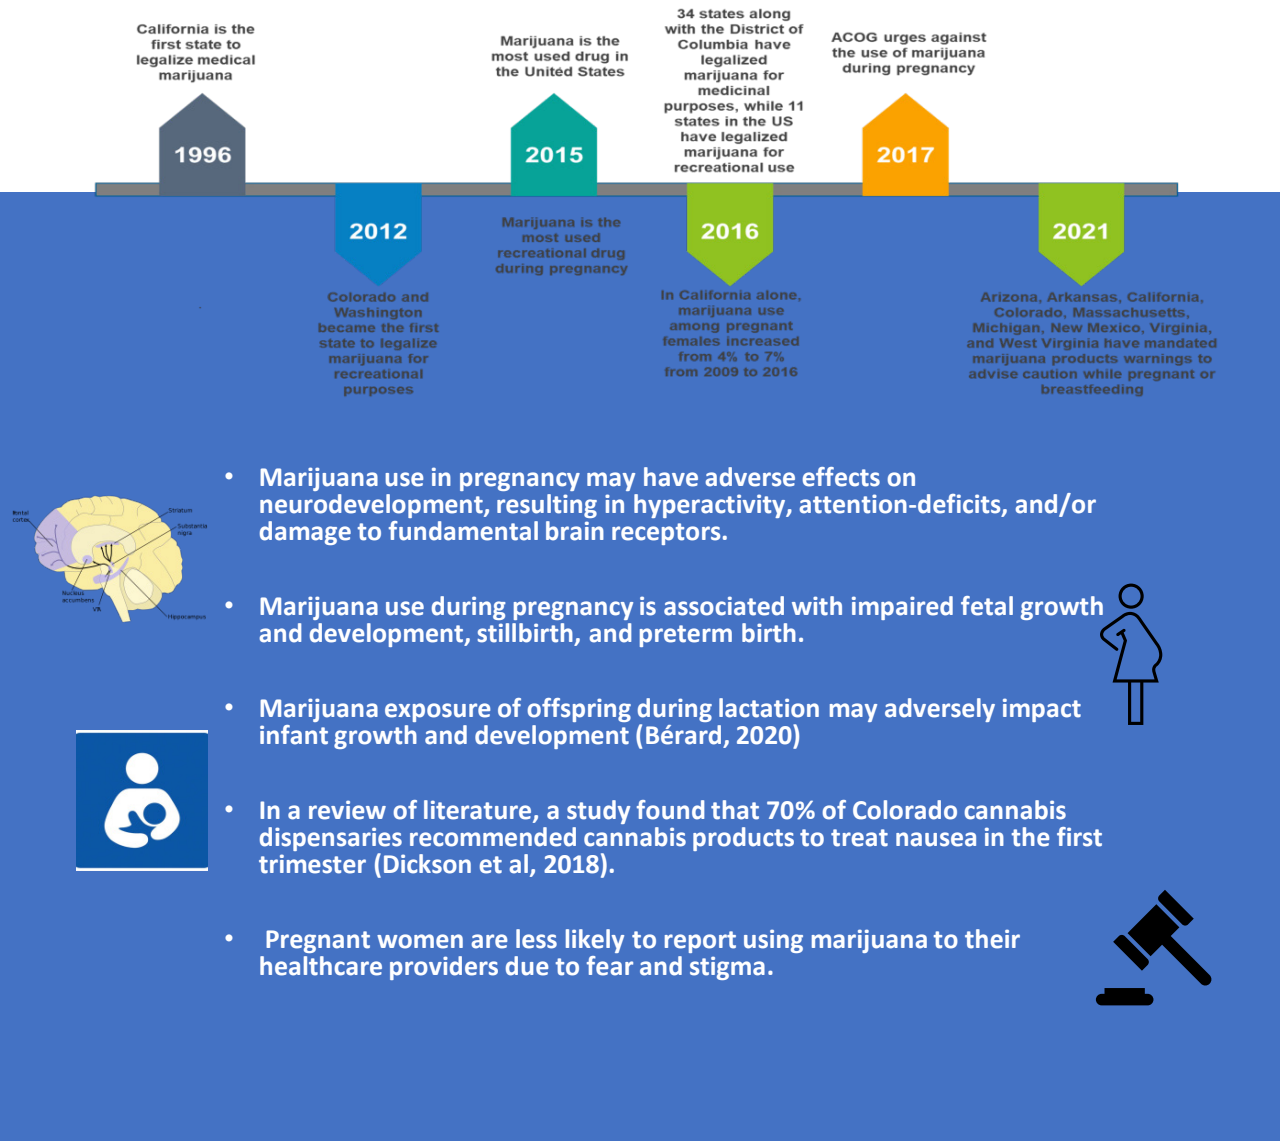 California is the
first state to
legalize medical
marijuana
1996
2012
Colorado and
Washington
became the first
state to legalize
marijuana for
recreational
purposes
Marijuana is the
most used drug in
the United States
2015
Marijuana is the
most used
recreational drug
during pregnancy
34 states along
with the District of
Columbia have
legalized
marijuana for
medicinal
purposes, while 11
states in the US
have legalized
marijuana for
recreational use
2016
In California alone,
marijuana use
among pregnant
females increased
from 4% to 7%
from 2009 to 2016
ACOG urges against
the use of marijuana
during pregnancy
2017
2021
Arizona, Arkansas, California,
Colorado, Massachusetts,
Michigan, New Mexico, Virginia,
and West Virginia have mandated
marijuana products warnings to
advise caution while pregnant or
breastfeeding
• Marijuana use in pregnancy may have adverse effects on
neurodevelopment, resulting in hyperactivity, attention-deficits, and/or
damage to fundamental brain receptors.
cortex
Striatum
Substantia
nigra
Nucleus
accumbens
VTA
Hippocampus
• Marijuana use during pregnancy is associated with impaired fetal growth
and development, stillbirth, and preterm birth.
• Marijuana exposure of offspring during lactation may adversely impact
infant growth and development (Bérard, 2020)
• In a review of literature, a study found that 70% of Colorado cannabis
dispensaries recommended cannabis products to treat nausea in the first
trimester (Dickson et al, 2018).
• Pregnant women are less likely to report using marijuana to their
healthcare providers due to fear and stigma.